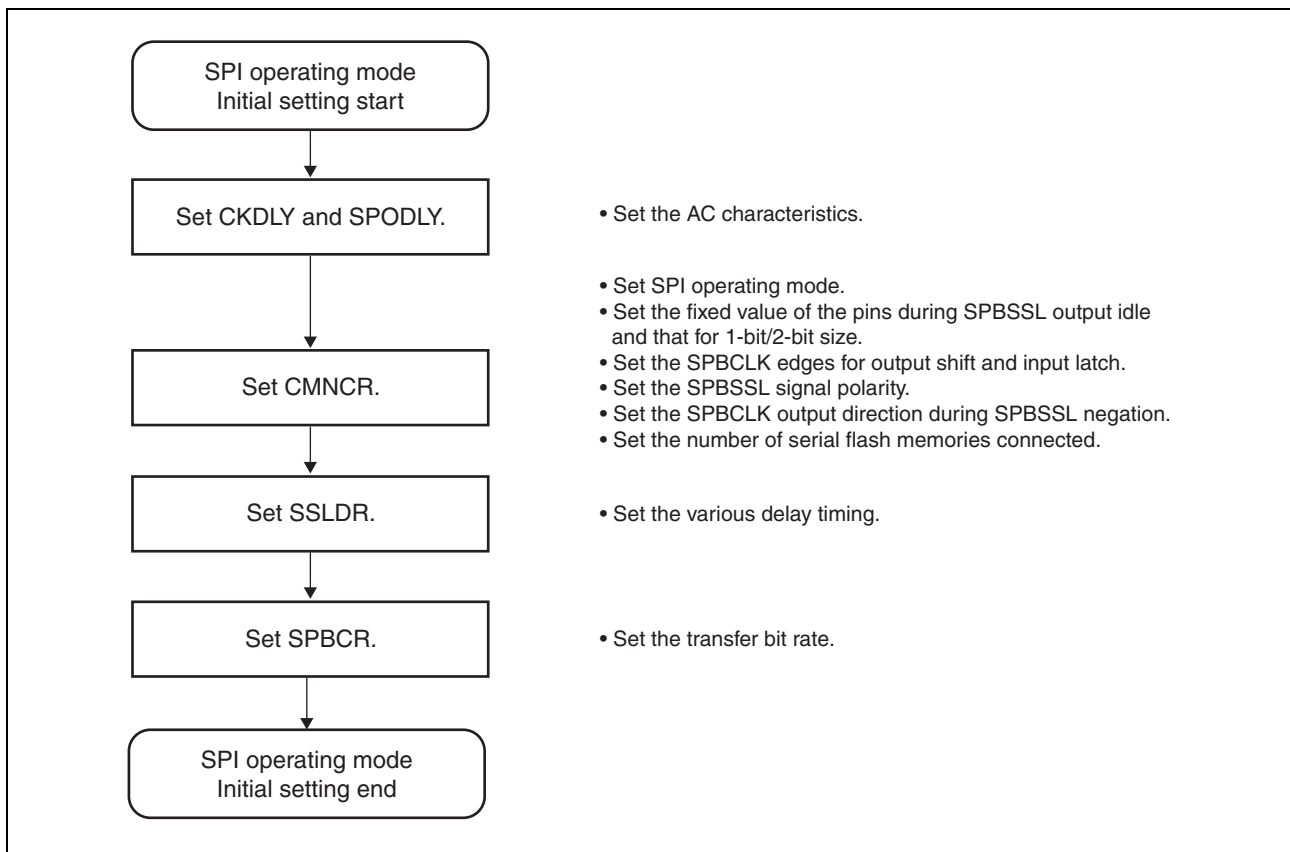 SPI operating mode
Initial setting start
Set CKDLY and SPODLY.
• Set the AC characteristics.
• Set SPI operating mode.
• Set the fixed value of the pins during SPBSSL output idle
and that for 1-bit/2-bit size.
• Set the SPBCLK edges for output shift and input latch.
Set CMNCR.
• Set the SPBSSL signal polarity.
• Set the SPBCLK output direction during SPBSSL negation.
• Set the number of serial flash memories connected.
Set SSLDR.
• Set the various delay timing.
Set SPBCR.
• Set the transfer bit rate.
SPI operating mode
Initial setting end